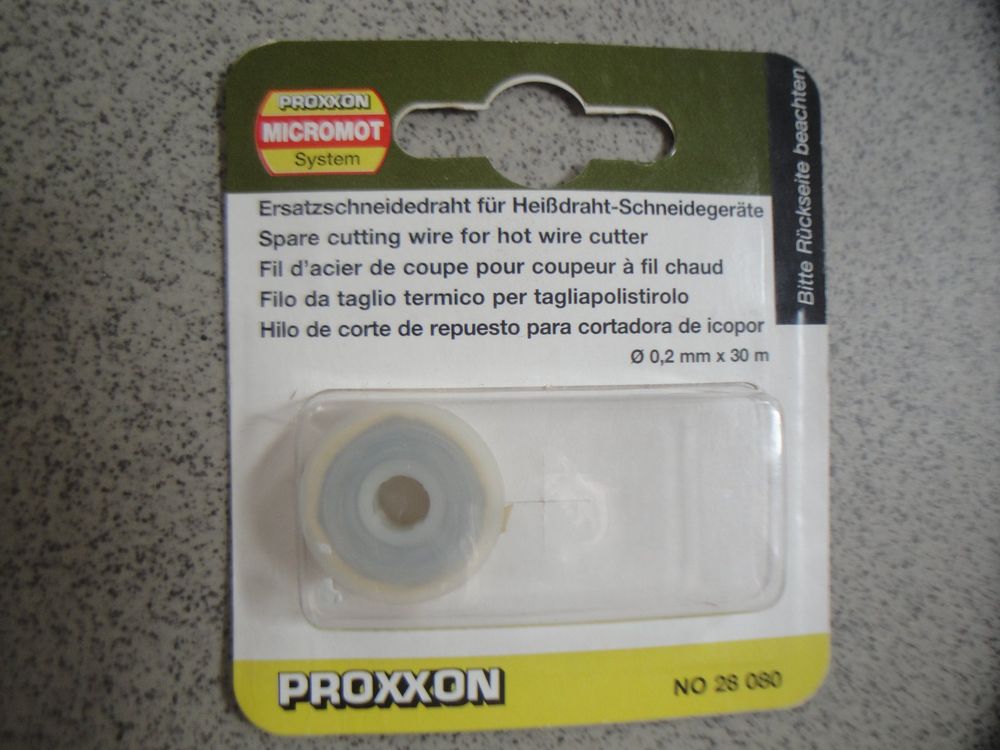 PROXXON
MICROMOT
System
Bitte Rückseite beachten
Ersatzschneidedraht für Heißdraht-Schneidegeräte
Spare cutting wire for hot wire cutter
Fil d'acier de coupe pour coupeur à fil chaud
Filo da taglio termico per tagliapolistirolo
Hilo de corte de repuesto para cortadora de icopor
Ø 0,2 mm x 30 m
PROXXON
NO 28 080